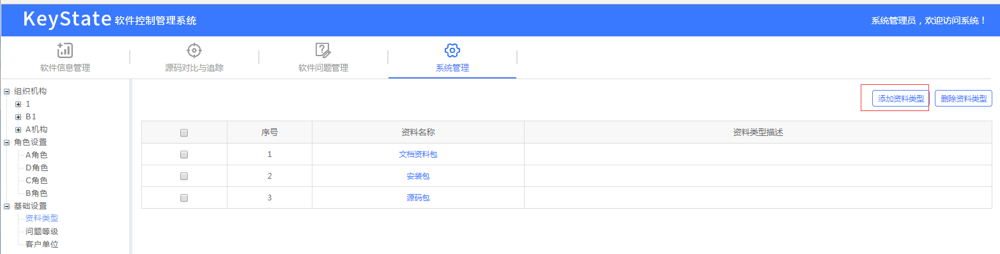 KeyState 软件控制管理系统
系统管理员，欢迎访问系统！
软件信息管理
源码对比与追踪
软件问题管理
系统管理
组织机构
1
B1
A机构
角色设置
A角色
D角色
C角色
B角色
基础设置
资料类型
问题等级
客户单位
添加资料类型 删除资料类型
序号 资料名称 资料类型描述
1 文档资料包
2 安装包
3 源码包